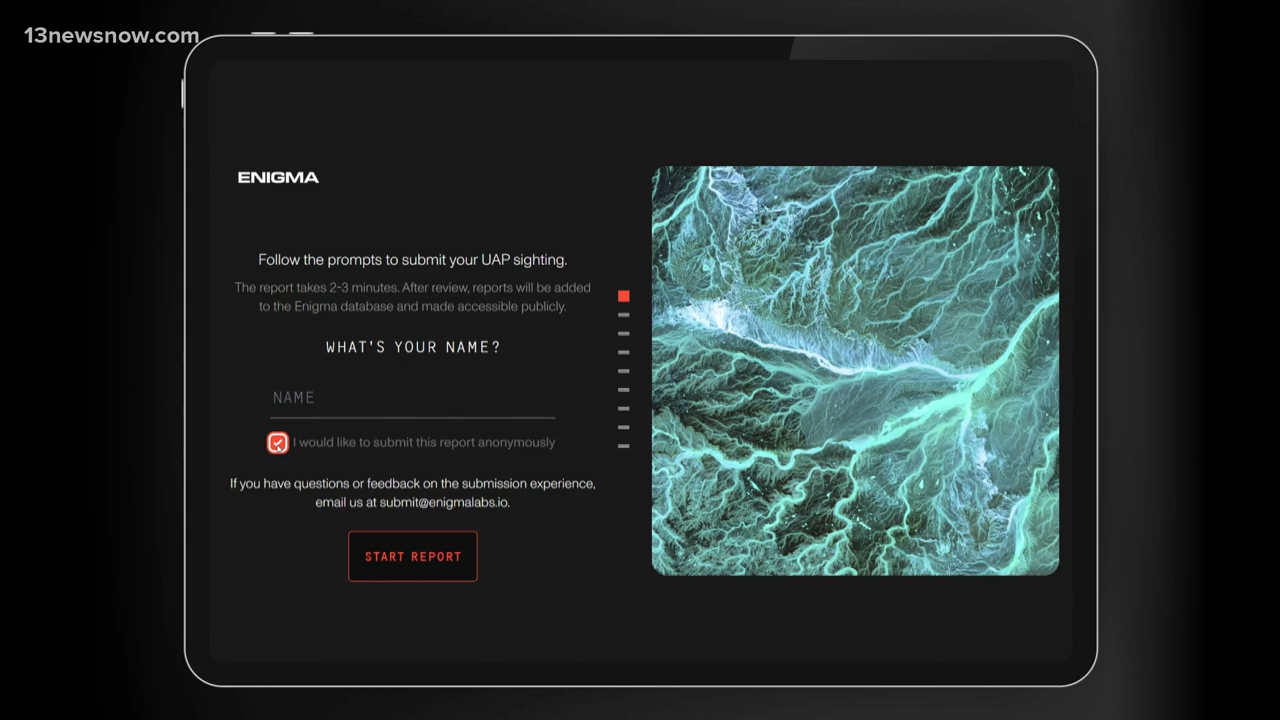 13newsnow.com
ENIGMA
Follow the prompts to submit your UAP sighting.
The report takes 2-3 minutes. After review, reports will be added
to the Enigma database and made accessible publicly.
WHAT'S YOUR NAME?
NAME
I would like to submit this report anonymously
If you have questions or feedback on the submission experience,
email us at submit@enigmalabs.io.
START REPORT